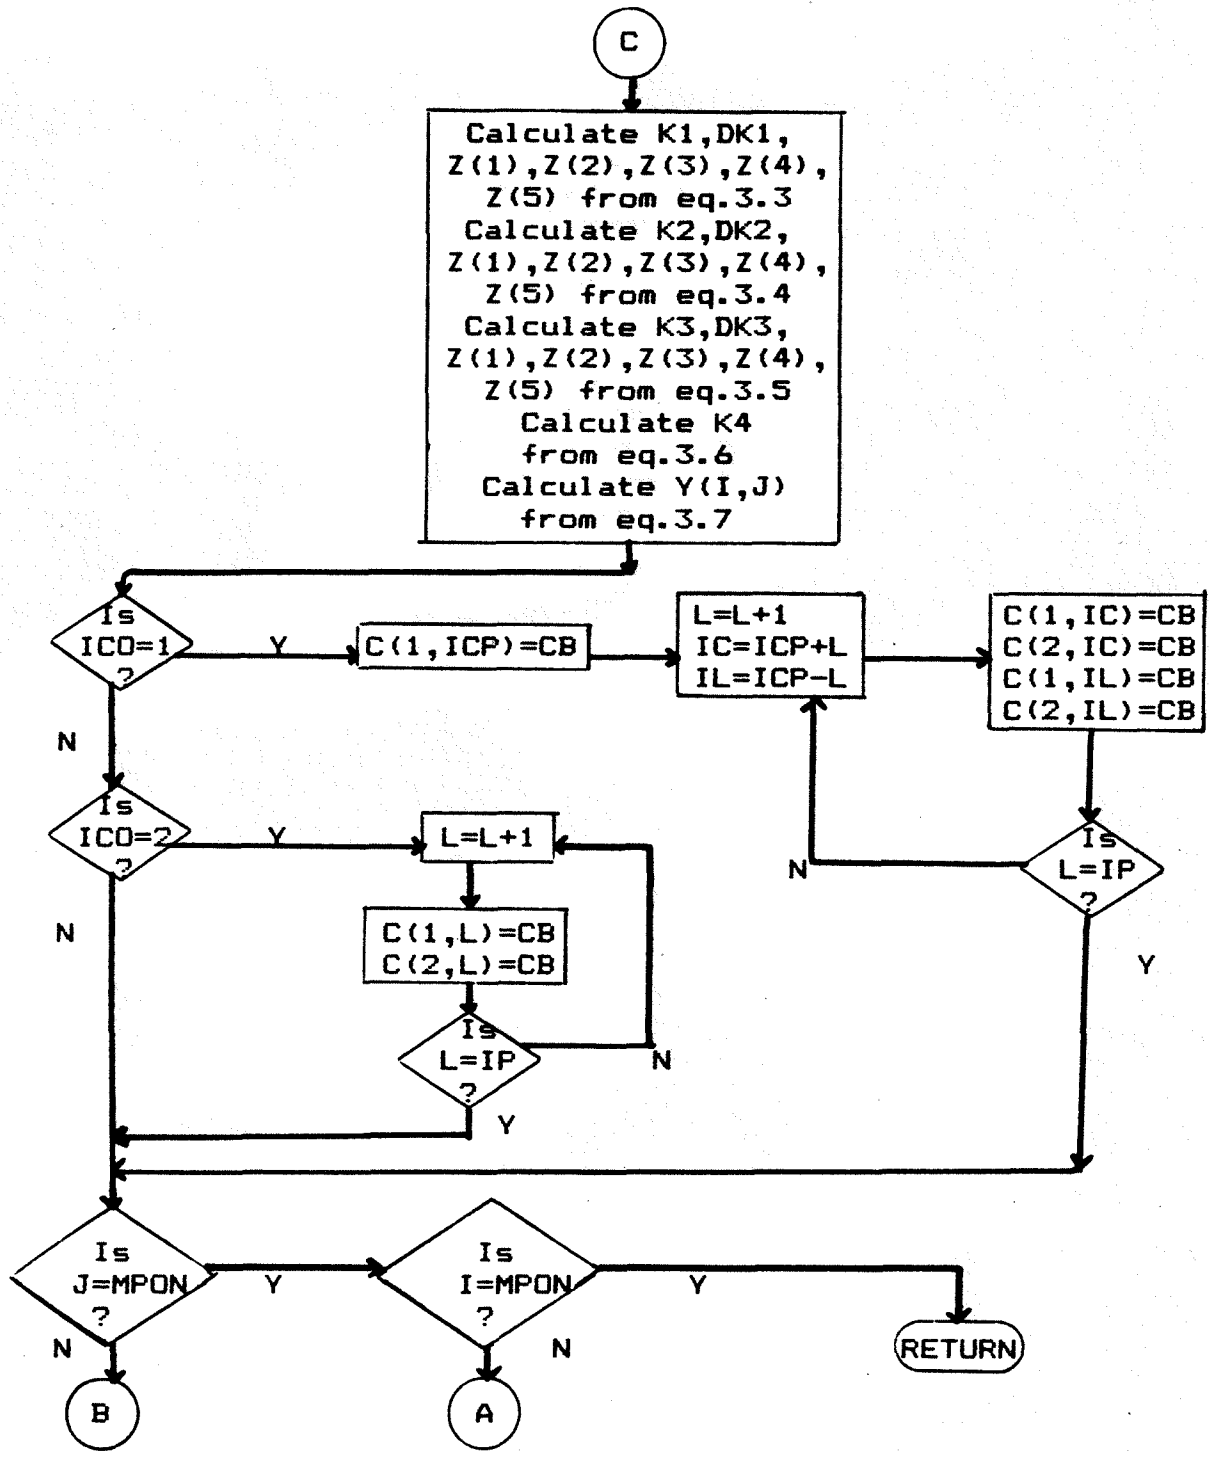 C
Calculate K1,DK1,
Z(1),Z(2),Z(3),Z(4),
Z(5) from eq.3.3
Calculate K2,DK2,
Z(1),Z(2),Z(3),Z(4),
Z(5) from eq.3.4
Calculate K3,DK3,
Z(1),Z(2),Z(3),Z(4),
Z(5) from eq.3.5
Calculate K4
from eq.3.6
Calculate Y(I,J)
from eq.3.7
Is
ICO=1
?
Y
C(1,ICP)=CB
L=L+1
IC=ICP+L
IL=ICP-L
C(1,IC)=CB
C(2,IC)=CB
C(1,IL)=CB
C(2,IL)=CB
N
Is
ICO=2
?
Y
L=L+1
N
Is
L=IP
?
N
C(1,L)=CB
C(2,L)=CB
Y
Is
L=IP
?
N
Y
Is
J=MPON
?
Y
Is
I=MPON
?
Y
N
N
RETURN
B
A